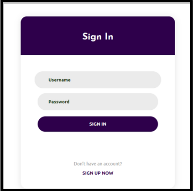 Sign In
Username
Password
SIGN IN
Don't have an account?
SIGN UP NOW